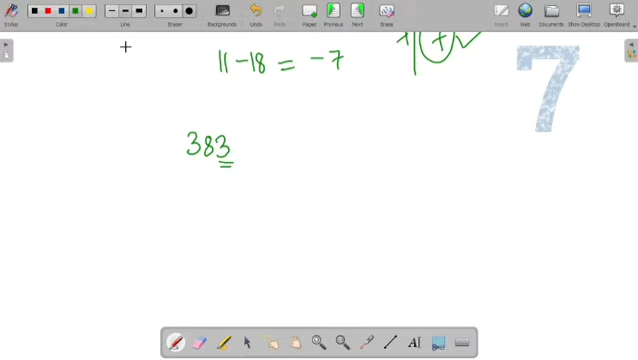 Stylus Color Line Eraser Backgrounds Undo Redo Pages Previous Next Erase Board Web Documents Show Desktop OpenBoard
11 - 18 = - 7
7
383